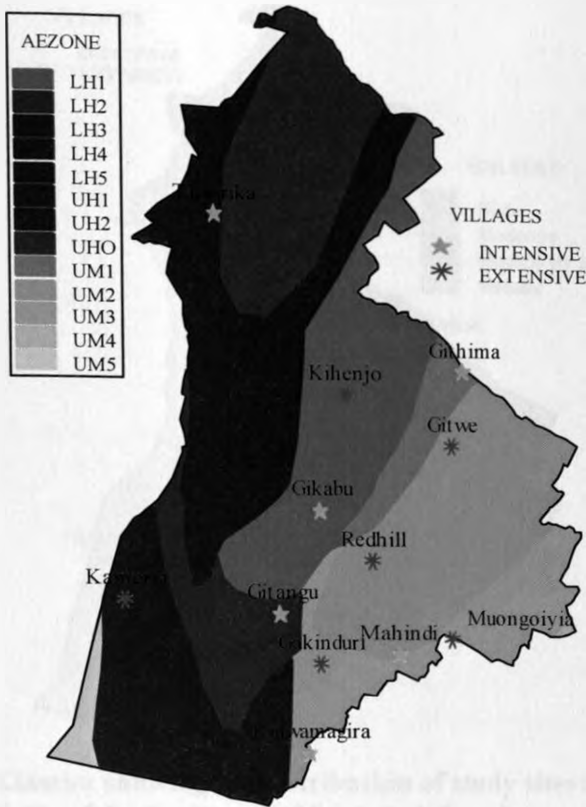 AEZONE
LH1
LH2
LH3
LH4
LH5
UH1
UH2
UHO
UM1
UM2
UM3
UM4
UM5
VILLAGES
INTENSIVE
EXTENSIVE
Githima
Kihenjo
Gitwe
Gikabu
Redhill
Gitangu
Muongoiyia
Mahindi
Gakinduri